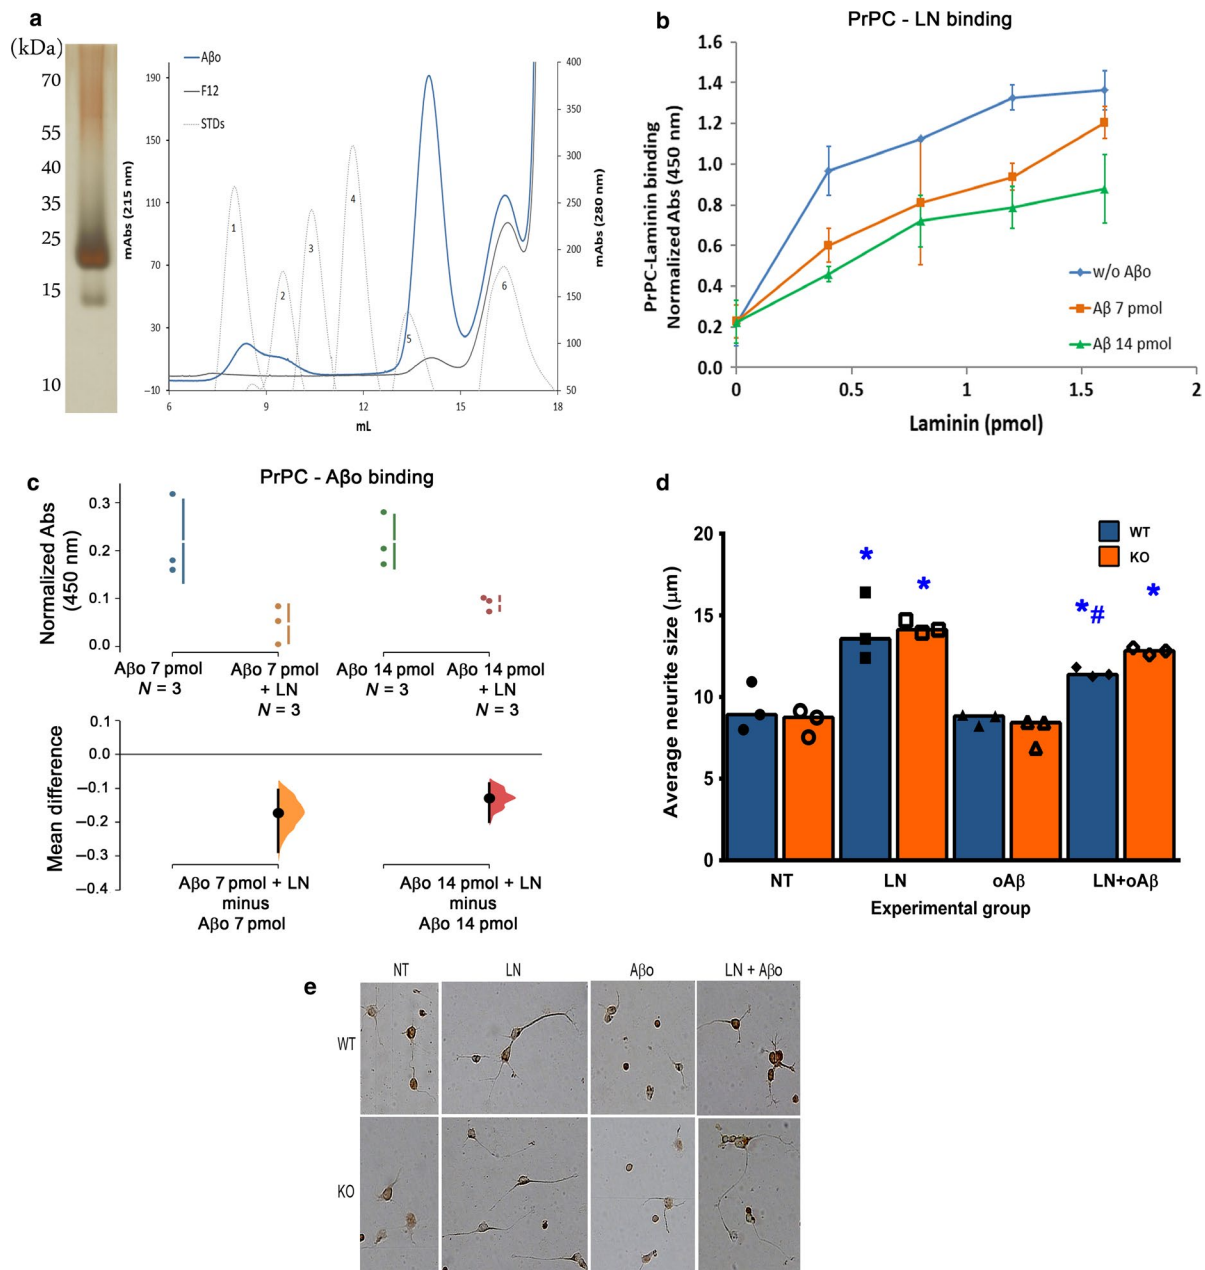 a
(kDa)
70
55
40
35
25
15
10
Aβo
F12
STDs
mAbs (215 nm)
190
150
110
70
30
−10
1
2
3
4
5
6
400
350
300
250
200
150
100
50
mAbs (280 nm)
6 9 12 15 18
mL
b
PrPC - LN binding
PrPC-Laminin binding
Normalized Abs (450 nm)
1.6
1.4
1.2
1.0
0.8
0.6
0.4
0.2
0.0
w/o Aβo
Aβ 7 pmol
Aβ 14 pmol
0 0.5 1 1.5 2
Laminin (pmol)
c
PrPC - Aβo binding
Normalized Abs
(450 nm)
0.3
0.2
0.1
0.0
Aβo 7 pmol
N = 3
Aβo 7 pmol
+ LN
N = 3
Aβo 14 pmol
N = 3
Aβo 14 pmol
+ LN
N = 3
Mean difference
0.1
0.0
−0.1
−0.2
−0.3
−0.4
Aβo 7 pmol + LN
minus
Aβo 7 pmol
Aβo 14 pmol + LN
minus
Aβo 14 pmol
d
Average neurite size (μm)
20
15
10
5
0
WT
KO
*
*
*#
*
NT LN oAβ LN+oAβ
Experimental group
e
NT LN Aβo LN + Aβo
WT
KO